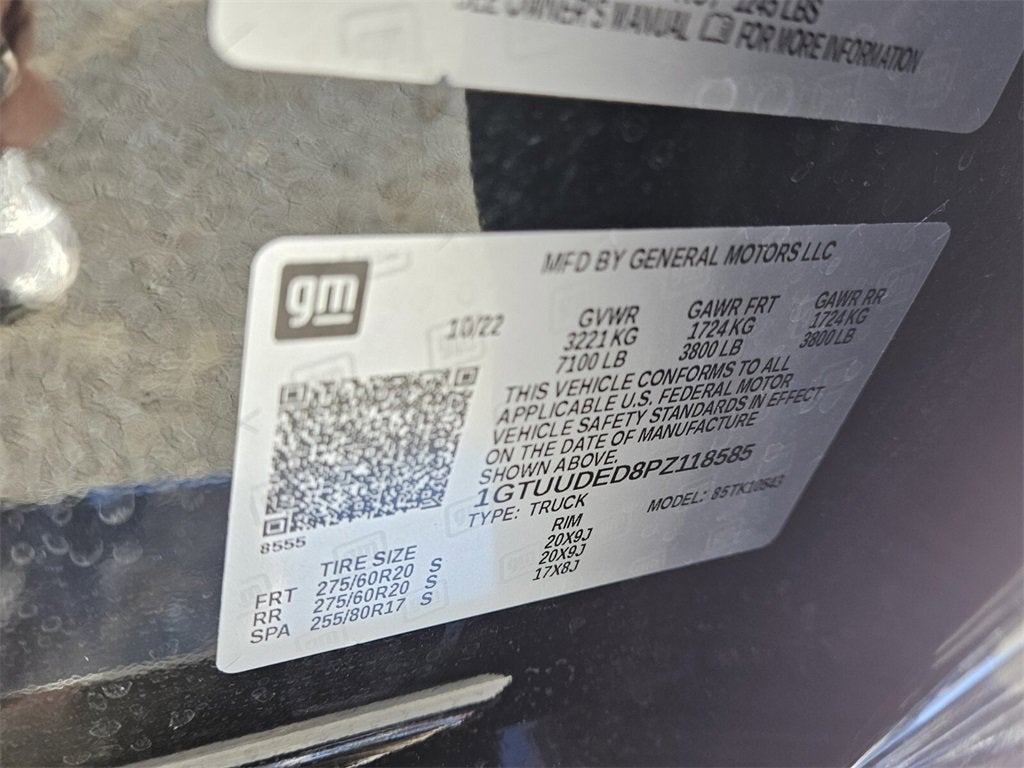 1245 LBS
SEE OWNER'S MANUAL FOR MORE INFORMATION
gm
MFD BY GENERAL MOTORS LLC
10/22
GVWR GAWR FRT GAWR RR
3221 KG 1724 KG 1724 KG
7100 LB 3800 LB 3800 LB
THIS VEHICLE CONFORMS TO ALL
APPLICABLE U.S. FEDERAL MOTOR
VEHICLE SAFETY STANDARDS IN EFFECT
ON THE DATE OF MANUFACTURE
SHOWN ABOVE.
1GTUUDED8PZ118585
TYPE: TRUCK MODEL: 85TK10543
8555
TIRE SIZE RIM
FRT 275/60R20 S 20X9J
RR 275/60R20 S 20X9J
SPA 255/80R17 S 17X8J